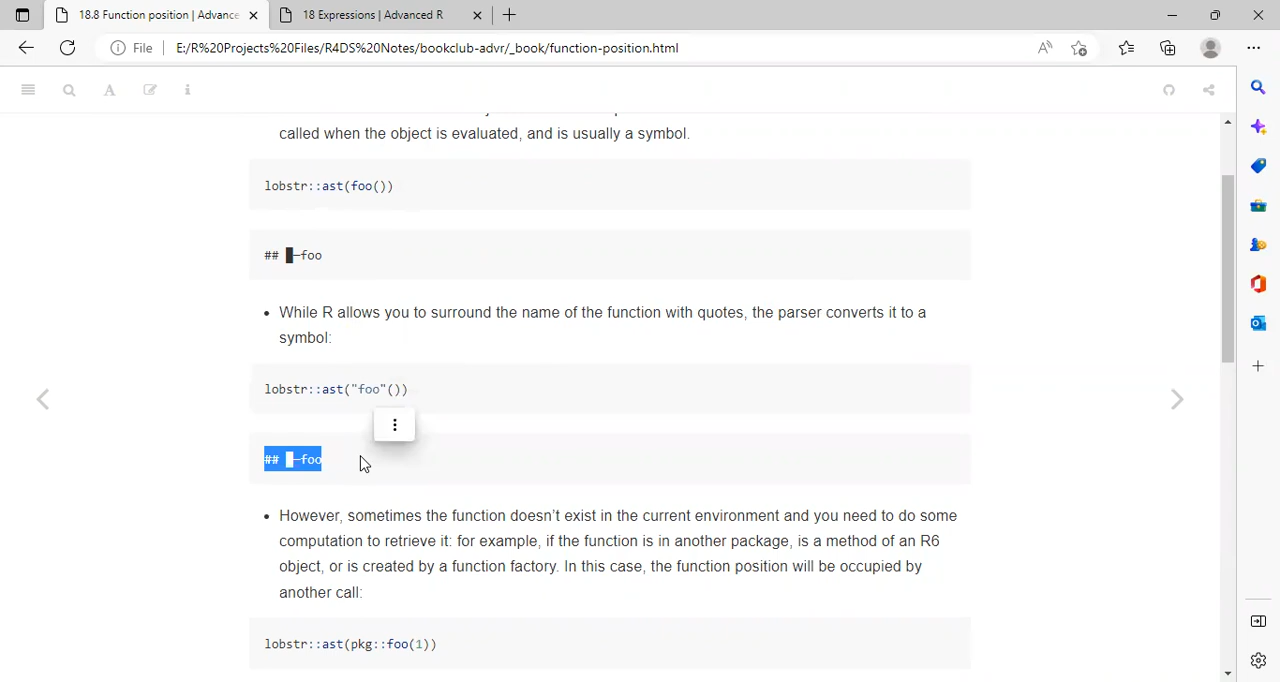 18.8 Function position | Advance
18 Expressions | Advanced R
File
E:/R%20Projects%20Files/R4DS%20Notes/bookclub-advr/_book/function-position.html
called when the object is evaluated, and is usually a symbol.
lobstr::ast(foo())
## █─foo
• While R allows you to surround the name of the function with quotes, the parser converts it to a
symbol:
lobstr::ast("foo"())
## █─foo
• However, sometimes the function doesn’t exist in the current environment and you need to do some
computation to retrieve it: for example, if the function is in another package, is a method of an R6
object, or is created by a function factory. In this case, the function position will be occupied by
another call:
lobstr::ast(pkg::foo(1))